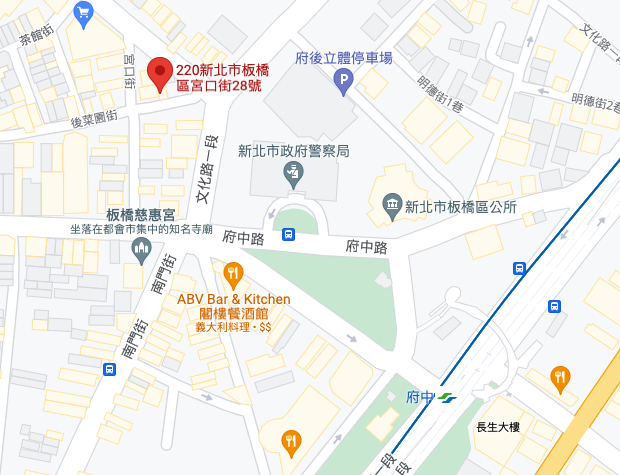 茶館街
宮口街
220新北市板橋
區宮口街28號
府後立體停車場
P
文化路一段
明德街1巷
明德街2巷
後菜園街
文化路一段
新北市政府警察局
新北市板橋區公所
板橋慈惠宮
坐落在都會市集中的知名寺廟
府中路
府中路
南門街
ABV Bar & Kitchen
閣樓餐酒館
義大利料理・$$
南門街
府中
長生大樓
一段
段